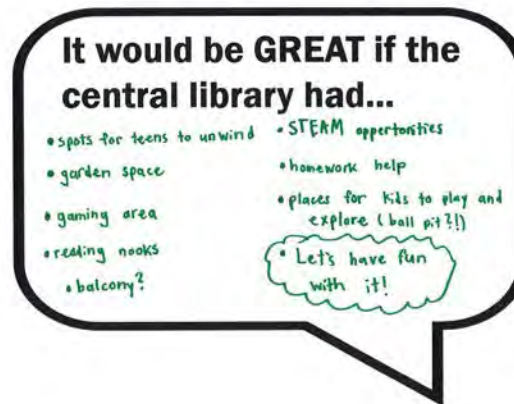 It would be GREAT if the
central library had...
• spots for teens to unwind
• garden space
• gaming area
• reading nooks
• balcony?
• STEAM oppertonities
• homework help
• places for kids to play and
explore (ball pit?!)
• Let's have fun
with it!